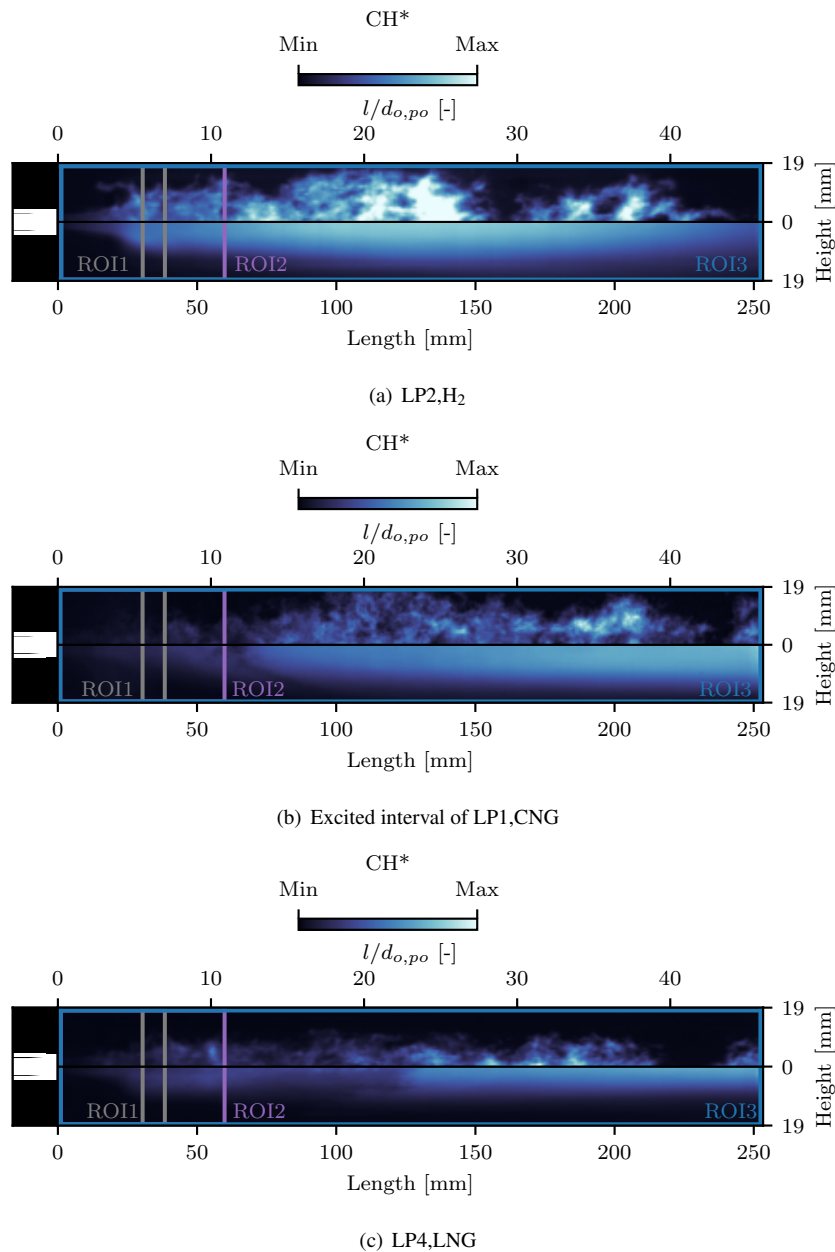 CH*
Min Max
l/d_{o,po} [-]
0 10 20 30 40
19
0
19
Height [mm]
ROI1 ROI2 ROI3
0 50 100 150 200 250
Length [mm]
(a) LP2,H₂
CH*
Min Max
l/d_{o,po} [-]
0 10 20 30 40
19
0
19
Height [mm]
ROI1 ROI2 ROI3
0 50 100 150 200 250
Length [mm]
(b) Excited interval of LP1,CNG
CH*
Min Max
l/d_{o,po} [-]
0 10 20 30 40
19
0
19
Height [mm]
ROI1 ROI2 ROI3
0 50 100 150 200 250
Length [mm]
(c) LP4,LNG